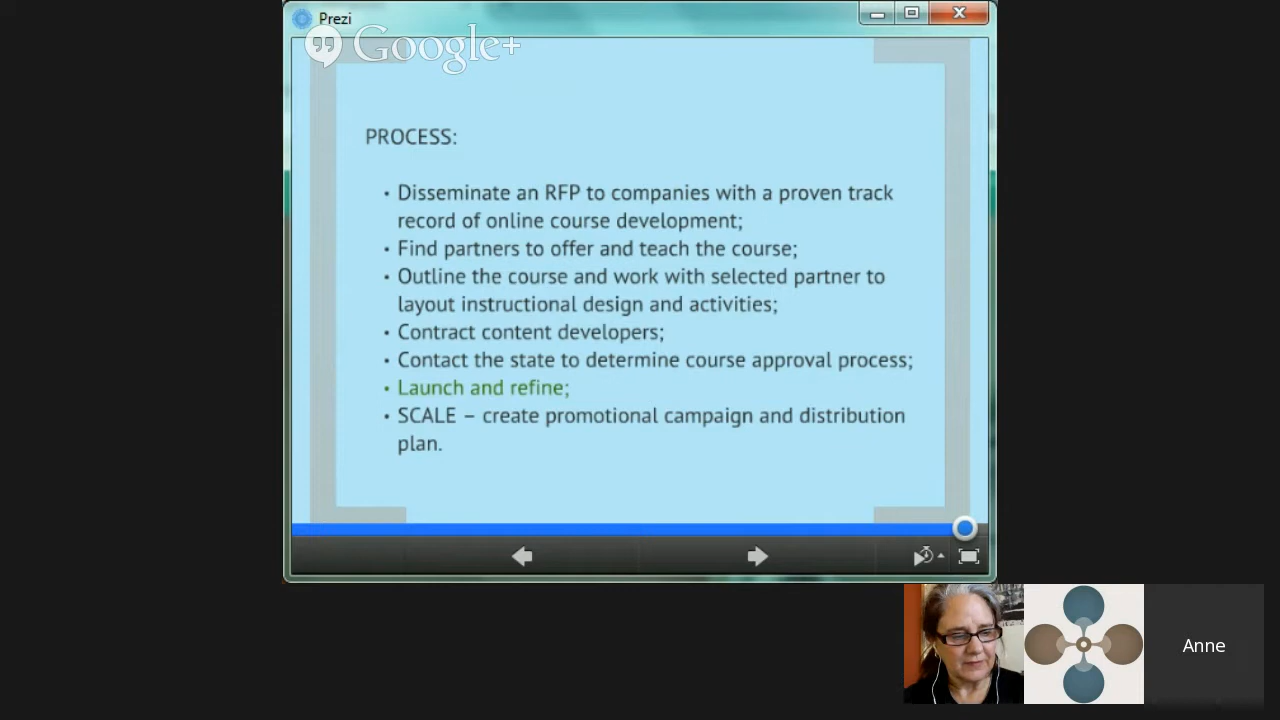 Prezi
Google+
PROCESS:
• Disseminate an RFP to companies with a proven track
record of online course development;
• Find partners to offer and teach the course;
• Outline the course and work with selected partner to
layout instructional design and activities;
• Contract content developers;
• Contact the state to determine course approval process;
• Launch and refine;
• SCALE – create promotional campaign and distribution
plan.
Anne